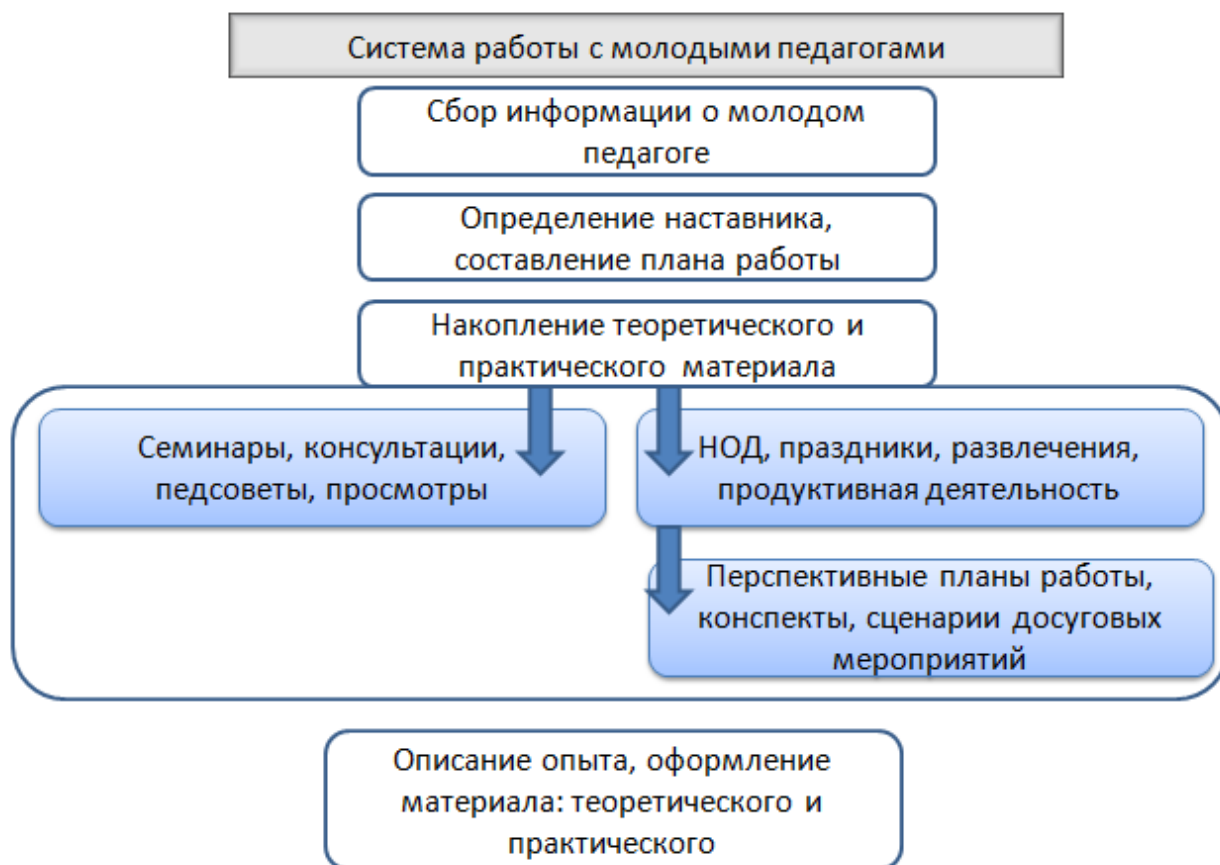 Система работы с молодыми педагогами
Сбор информации о молодом
педагоге
Определение наставника,
составление плана работы
Накопление теоретического и
практического материала
Семинары, консультации,
педсоветы, просмотры
НОД, праздники, развлечения,
продуктивная деятельность
Перспективные планы работы,
конспекты, сценарии досуговых
мероприятий
Описание опыта, оформление
материала: теоретического и
практического